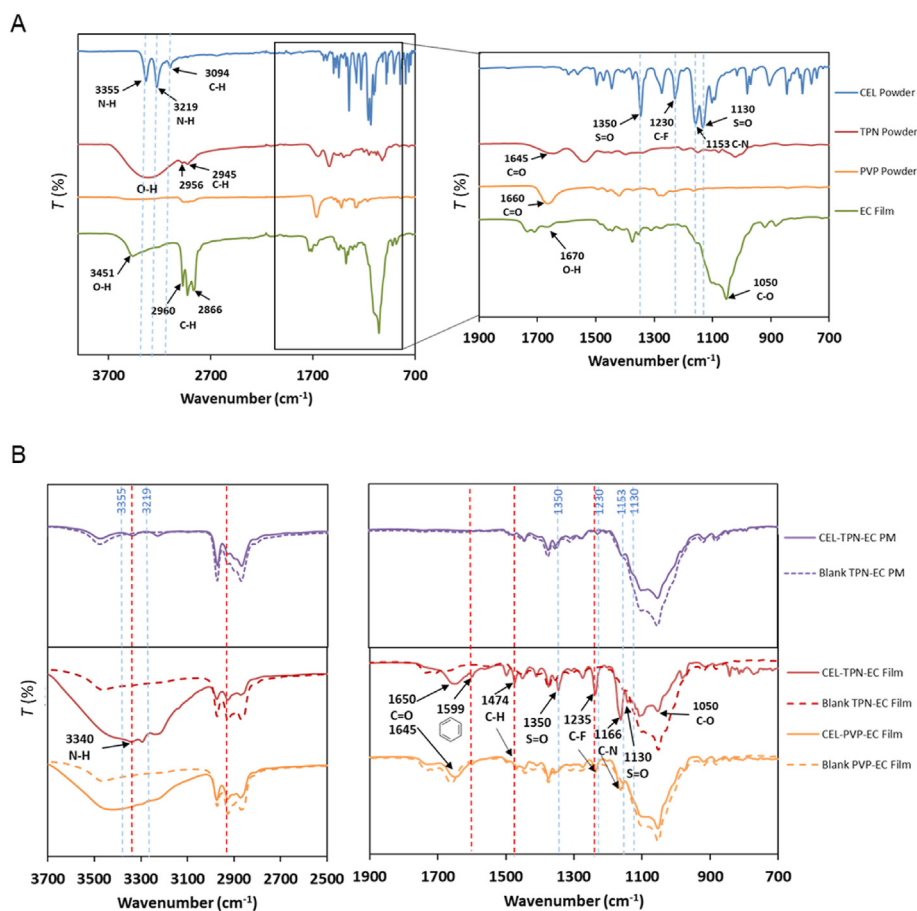 A
3355
N-H
3219
N-H
3094
C-H
O-H
2956
2945
C-H
3451
O-H
2960
2866
C-H
T (%)
3700
2700
1700
700
Wavenumber (cm-1)
1350
S=O
1230
C-F
1153 C-N
1130
S=O
1645
C=O
1660
C=O
1670
O-H
1050
C-O
1900
1700
1500
1300
1100
900
700
Wavenumber (cm-1)
CEL Powder
TPN Powder
PVP Powder
EC Film
B
3355
3219
1350
1230
1153
1130
CEL-TPN-EC PM
Blank TPN-EC PM
T (%)
3340
N-H
1650
C=O
1645
1599
1474
C-H
1350
S=O
1235
C-F
1166
C-N
1130
S=O
1050
C-O
CEL-TPN-EC Film
Blank TPN-EC Film
CEL-PVP-EC Film
Blank PVP-EC Film
3700
3500
3300
3100
2900
2700
2500
Wavenumber (cm-1)
1900
1700
1500
1300
1100
900
700
Wavenumber (cm-1)